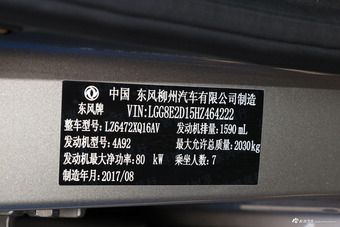 中国 东风柳州汽车有限公司制造
东风牌 VIN:LGG8E2D15HZ464222
整车型号:LZ6472XQ16AV 发动机排量:1590 mL
发动机型号:4A92 最大允许总质量:2030kg
发动机最大净功率:80 kW 乘坐人数:7
制造年月:2017/08